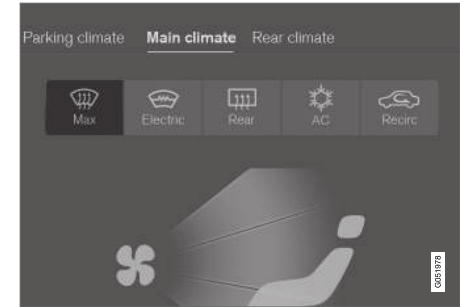 Parking climate Main climate Rear climate
Max Electric Rear AC Recirc
G051978